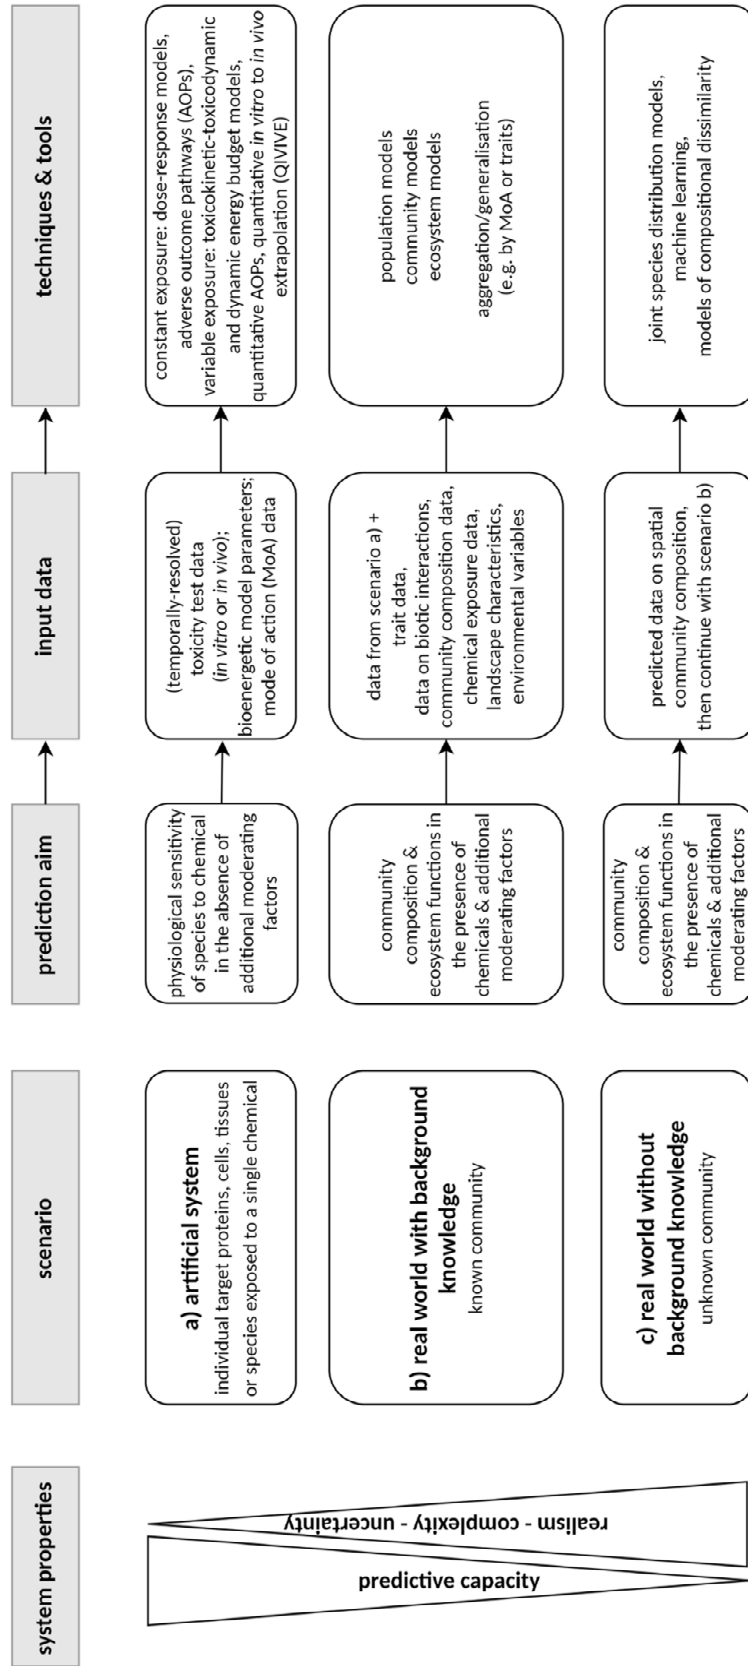 system properties
scenario
prediction aim
input data
techniques & tools
predictive capacity
realism - complexity - uncertainty
a) artificial system
individual target proteins, cells, tissues
or species exposed to a single chemical
physiological sensitivity
of species to chemical
in the absence of
additional moderating
factors
(temporally-resolved)
toxicity test data
(in vitro or in vivo);
bioenergetic model parameters;
mode of action (MoA) data
constant exposure: dose-response models,
adverse outcome pathways (AOPs),
variable exposure: toxicokinetic-toxicodynamic
and dynamic energy budget models,
quantitative AOPs, quantitative in vitro to in vivo
extrapolation (QIVIVE)
b) real world with background
knowledge
known community
community
composition &
ecosystem functions in
the presence of
chemicals & additional
moderating factors
data from scenario a) +
trait data,
data on biotic interactions,
community composition data,
chemical exposure data,
landscape characteristics,
environmental variables
population models
community models
ecosystem models
aggregation/generalisation
(e.g. by MoA or traits)
c) real world without
background knowledge
unknown community
community
composition &
ecosystem functions in
the presence of
chemicals & additional
moderating factors
predicted data on spatial
community composition,
then continue with scenario b)
joint species distribution models,
machine learning,
models of compositional dissimilarity